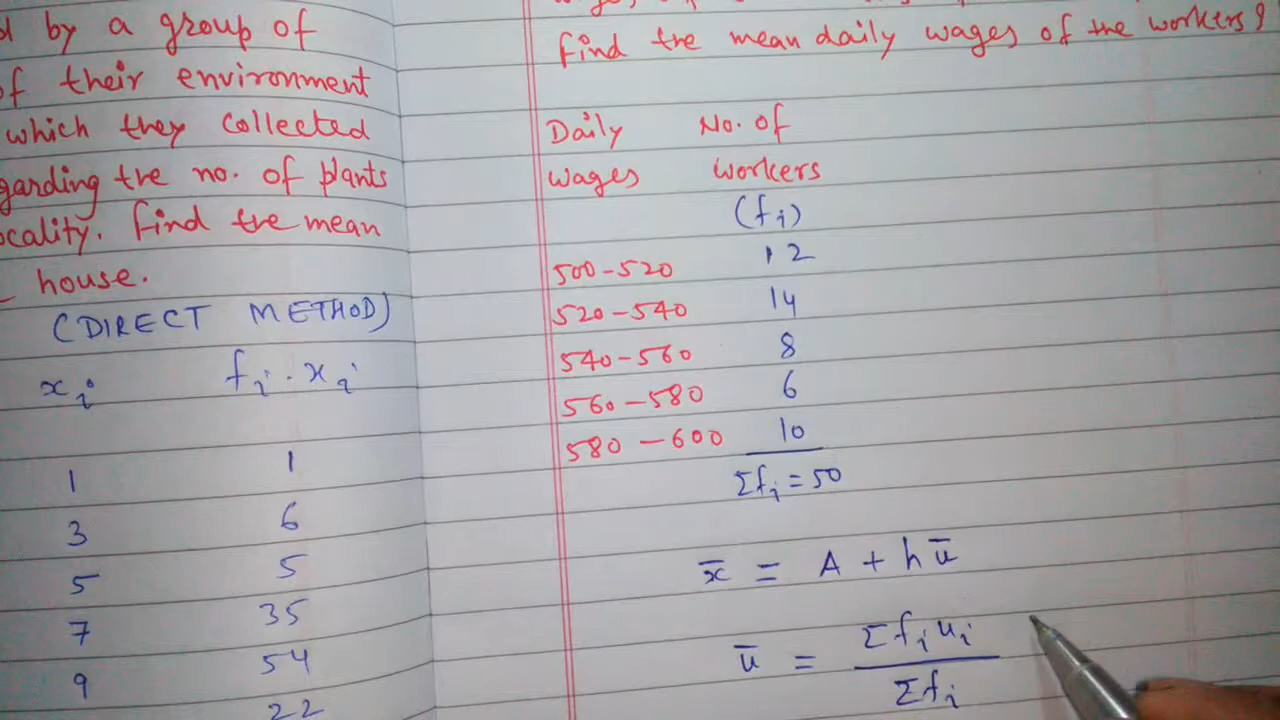 by a group of
of their environment
which they collected
garding the no. of plants
ocality. Find the mean
house.
(DIRECT METHOD)
xi fi . xi
1 1
3 6
5 5
7 35
9 54
22
Find the mean daily wages of the workers?
Daily No. of
wages workers
(fi)
500-520 12
520-540 14
540-560 8
560-580 6
580-600 10
Σfi = 50
x̄ = A + hū
ū = Σfiui
Σfi